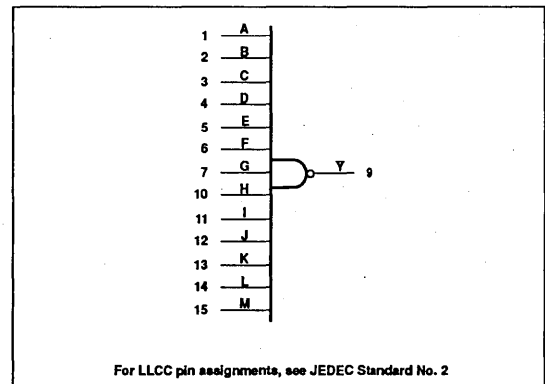 1 A
2 B
3 C
4 D
5 E
6 F
7 G Y 9
10 H
11 I
12 J
13 K
14 L
15 M
For LLCC pin assignments, see JEDEC Standard No. 2